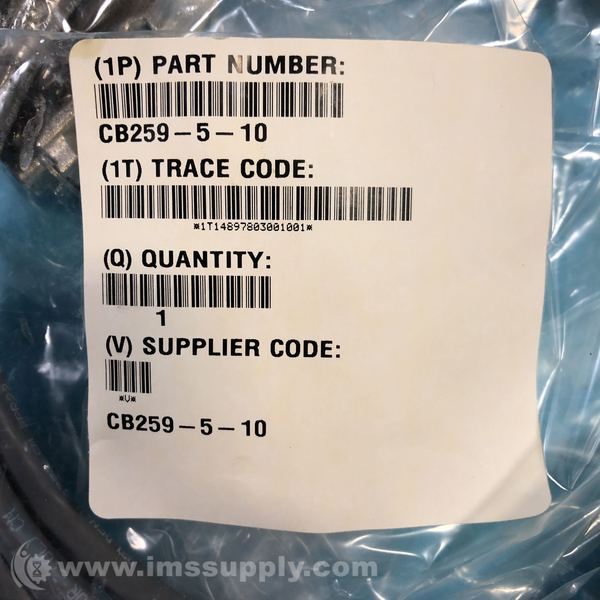 (1P) PART NUMBER:
CB259-5-10
(1T) TRACE CODE:
*1T14897803001001*
(Q) QUANTITY:
1
(V) SUPPLIER CODE:
*V*
CB259-5-10
www.imssupply.com